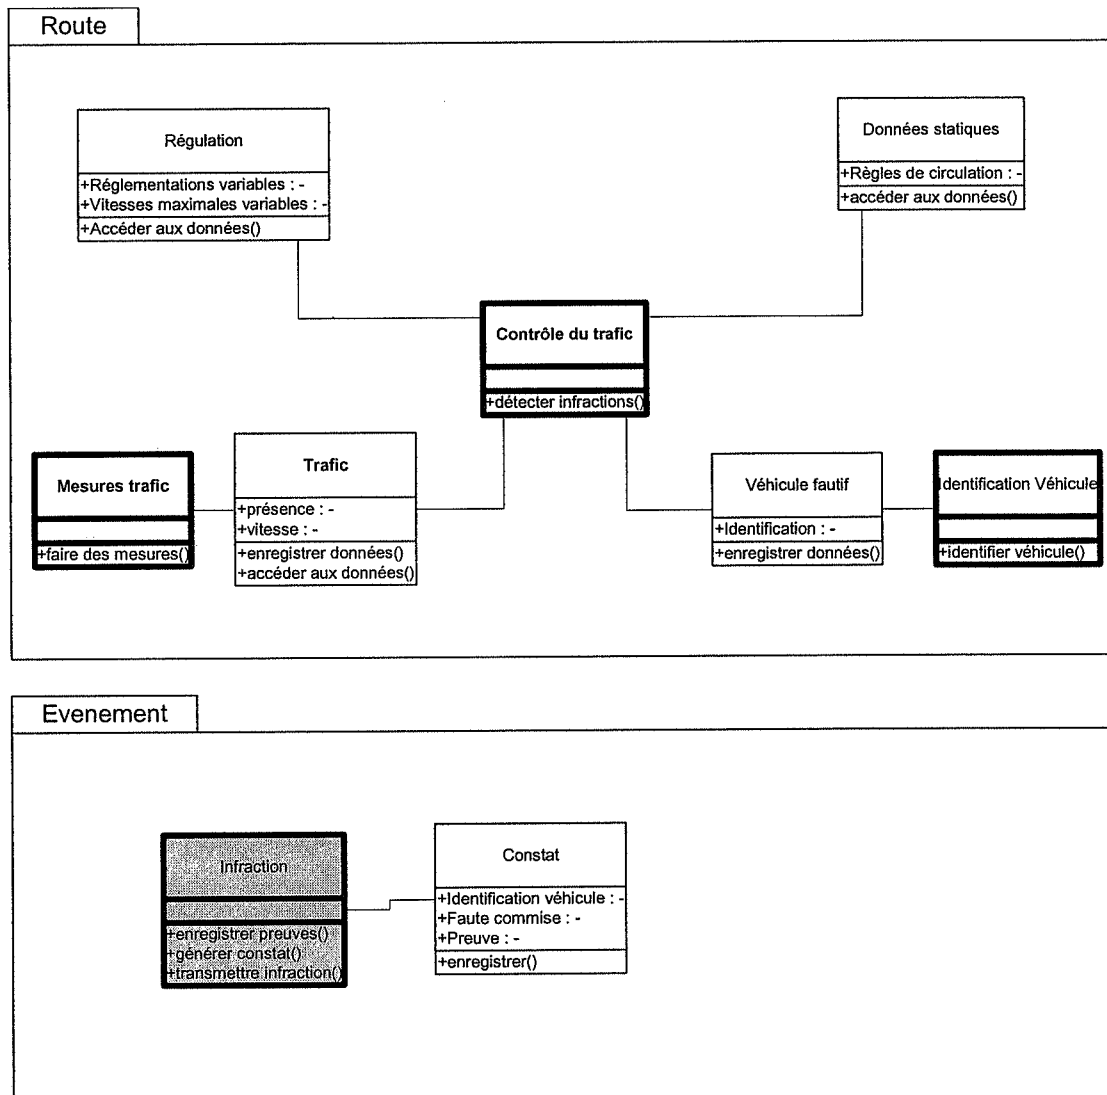 Route
Régulation
+Réglementations variables : -
+Vitesses maximales variables : -
+Accéder aux données()
Données statiques
+Règles de circulation : -
+accéder aux données()
Contrôle du trafic
+détecter infractions()
Mesures trafic
+faire des mesures()
Trafic
+présence : -
+vitesse : -
+enregistrer données()
+accéder aux données()
Véhicule fautif
+Identification : -
+enregistrer données()
Identification Véhicule
+identifier véhicule()
Evenement
Infraction
+enregistrer preuves()
+générer constat()
+transmettre infraction()
Constat
+Identification véhicule : -
+Faute commise : -
+Preuve : -
+enregistrer()